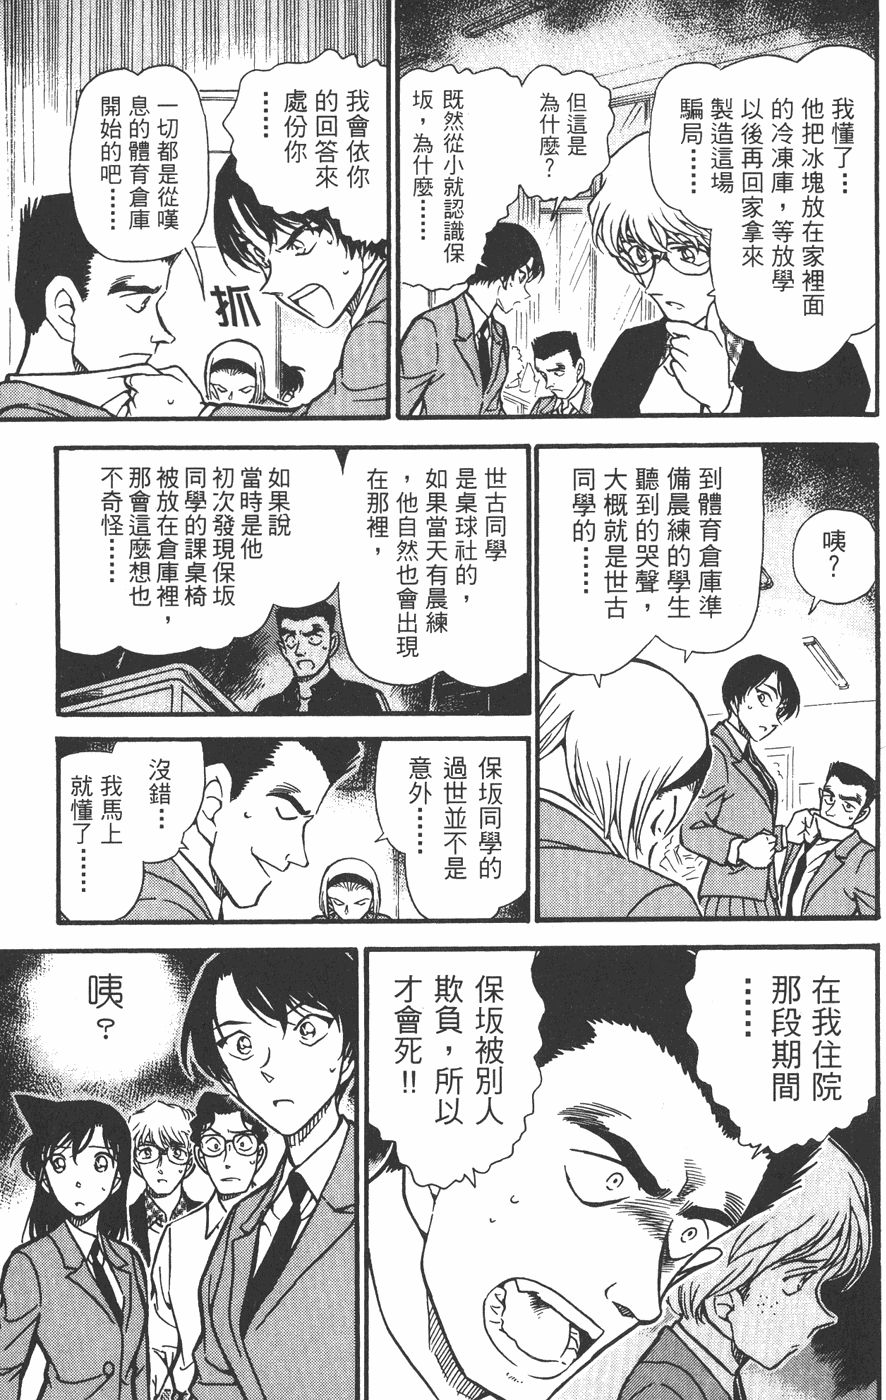 我懂了…
他把冰塊放在家裡面
的冷凍庫，等放學
以後再回家拿來
製造這場
騙局……
但這是
為什麼？
既然從小就認識保
坂，為什麼……
我會依你
的回答來
處份你
……
一切都是從嘆
息的體育倉庫
開始的吧……
抓
咦？
到體育倉庫準
備晨練的學生
聽到的哭聲，
大概就是世古
同學的……
世古同學
是桌球社的，
如果當天有晨練
，他自然也會出現
在那裡，
如果說
當時是他
初次發現保坂
同學的課桌椅
被放在倉庫裡，
那會這麼想也
不奇怪……
保坂同學的
過世並不是
意外……
沒錯…
我馬上
就懂了……
在我住院
那段期間
……
保坂被別人
欺負，所以
才會死!!
咦？